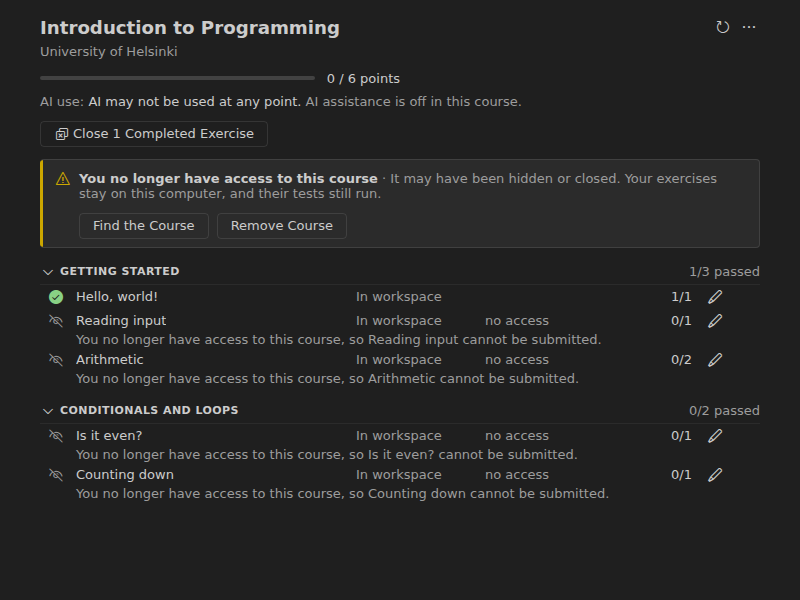 Introduction to Programming
University of Helsinki
0 / 6 points
AI use: AI may not be used at any point. AI assistance is off in this course.
Close 1 Completed Exercise
You no longer have access to this course · It may have been hidden or closed. Your exercises
stay on this computer, and their tests still run.
Find the Course Remove Course
GETTING STARTED 1/3 passed
Hello, world! In workspace 1/1
Reading input In workspace no access 0/1
You no longer have access to this course, so Reading input cannot be submitted.
Arithmetic In workspace no access 0/2
You no longer have access to this course, so Arithmetic cannot be submitted.
CONDITIONALS AND LOOPS 0/2 passed
Is it even? In workspace no access 0/1
You no longer have access to this course, so Is it even? cannot be submitted.
Counting down In workspace no access 0/1
You no longer have access to this course, so Counting down cannot be submitted.